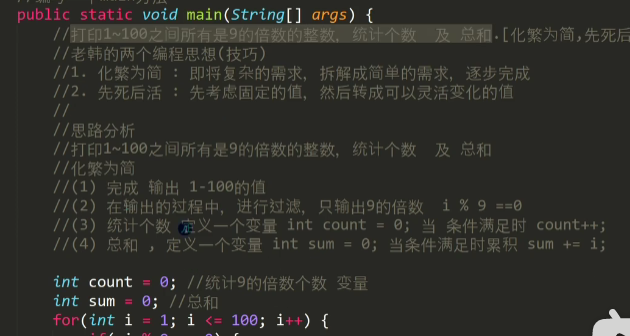 public static void main(String[] args) {
//打印1~100之间所有是9的倍数的整数, 统计个数  及 总和.[化繁为简,先死后
//老韩的两个编程思想(技巧)
//1. 化繁为简 : 即将复杂的需求, 拆解成简单的需求, 逐步完成
//2. 先死后活 : 先考虑固定的值, 然后转成可以灵活变化的值
//
//思路分析
//打印1~100之间所有是9的倍数的整数, 统计个数  及 总和
//化繁为简
//(1) 完成 输出 1-100的值
//(2) 在输出的过程中, 进行过滤, 只输出9的倍数  i % 9 ==0
//(3) 统计个数 定义一个变量 int count = 0; 当 条件满足时 count++;
//(4) 总和 , 定义一个变量 int sum = 0; 当条件满足时累积 sum += i;
int count = 0; //统计9的倍数个数 变量
int sum = 0; //总和
for(int i = 1; i <= 100; i++) {